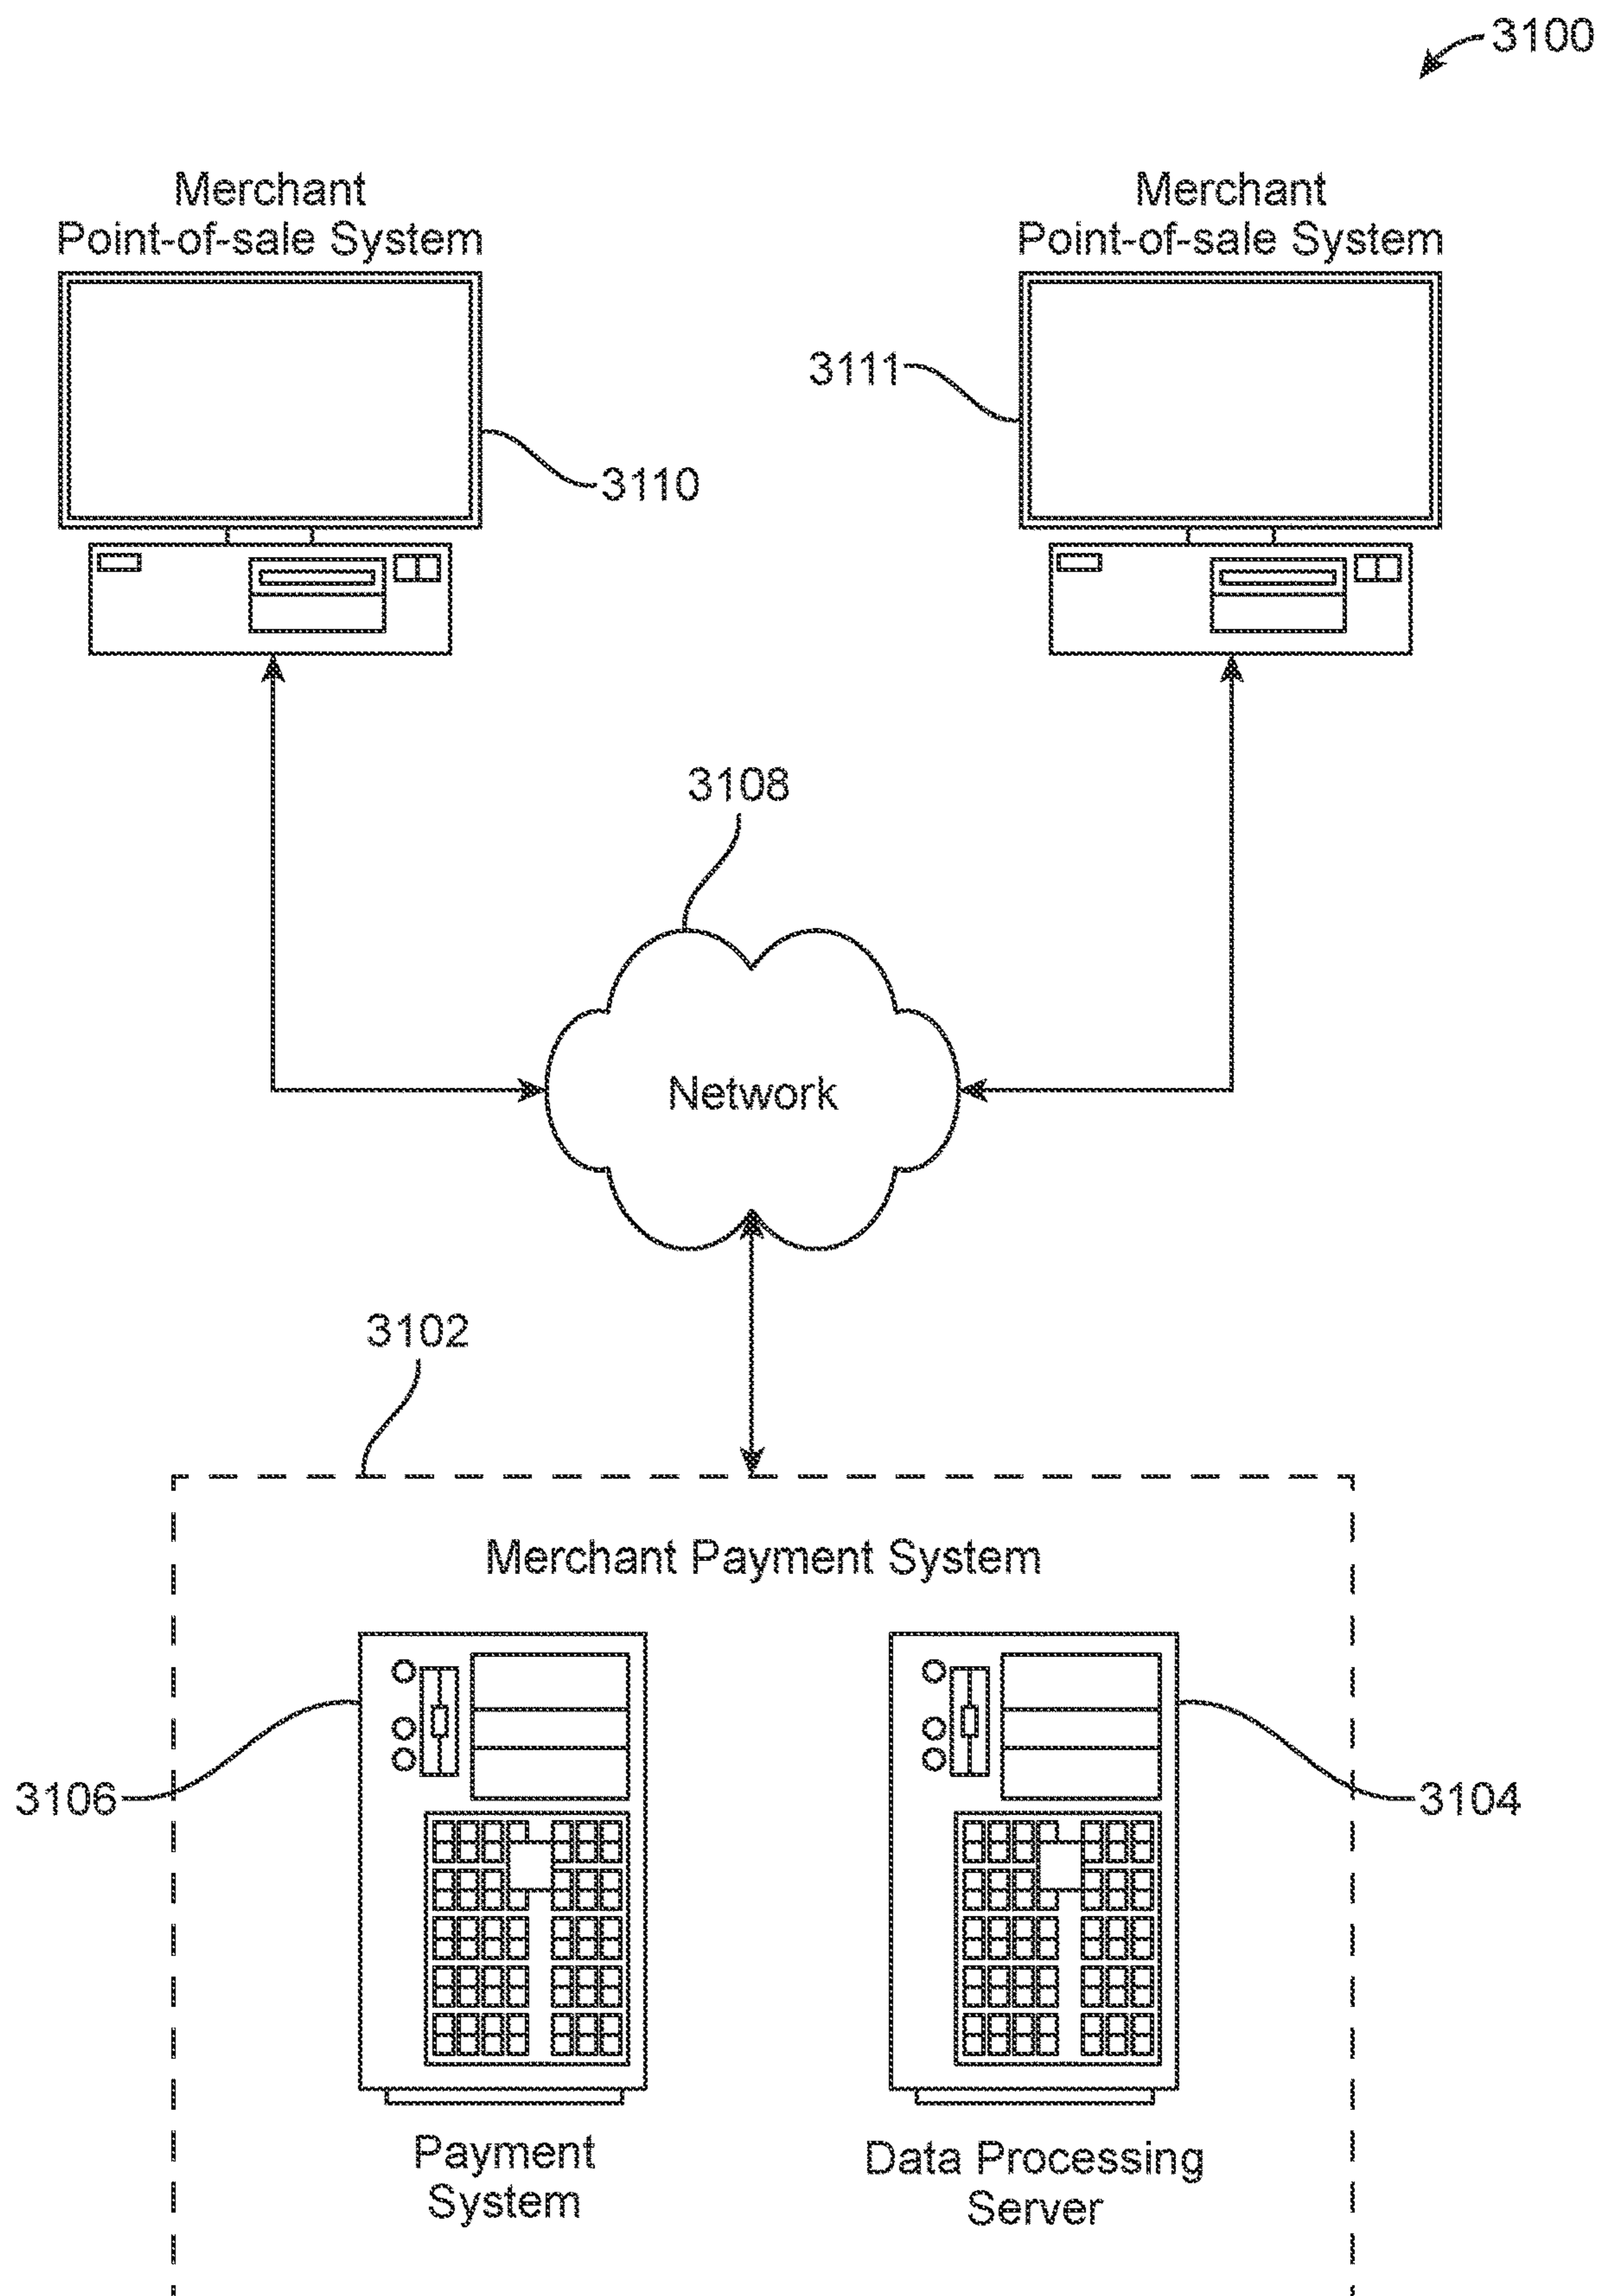 3100
Merchant
Point-of-sale System
Merchant
Point-of-sale System
3111
3110
3108
Network
3102
Merchant Payment System
3106
3104
Payment
System
Data Processing
Server